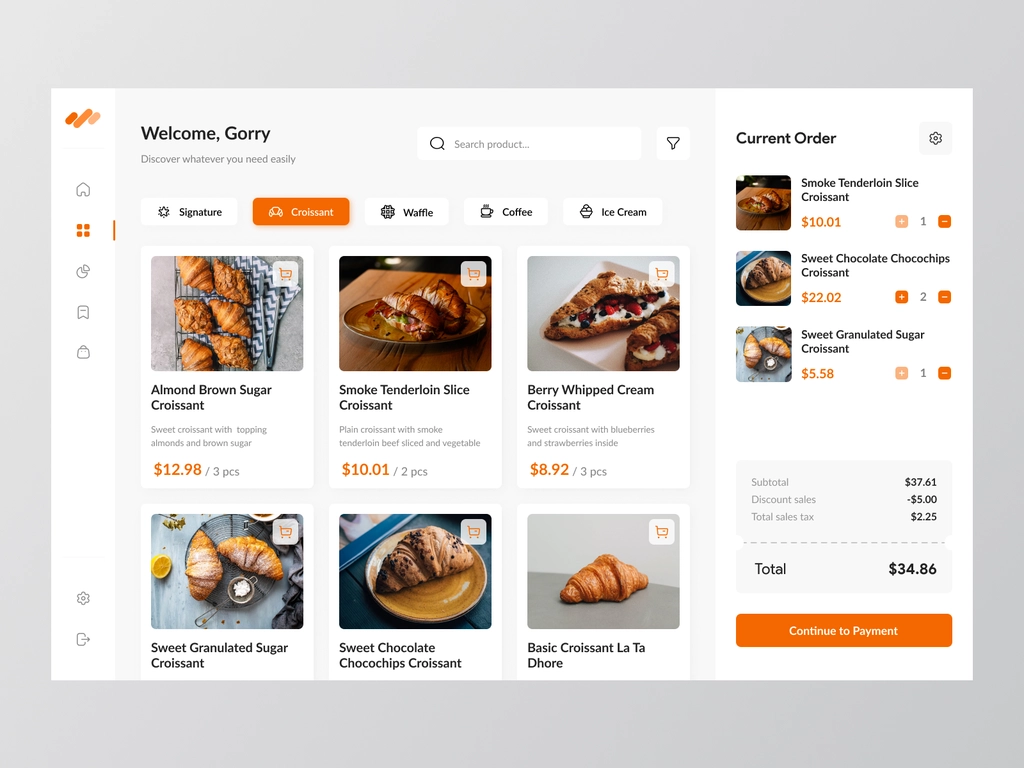 Welcome, Gorry
Discover whatever you need easily
Search product...
Signature
Croissant
Waffle
Coffee
Ice Cream
Almond Brown Sugar
Croissant
Sweet croissant with topping
almonds and brown sugar
$12.98 / 3 pcs
Smoke Tenderloin Slice
Croissant
Plain croissant with smoke
tenderloin beef sliced and vegetable
$10.01 / 2 pcs
Berry Whipped Cream
Croissant
Sweet croissant with blueberries
and strawberries inside
$8.92 / 3 pcs
Sweet Granulated Sugar
Croissant
Sweet Chocolate
Chocochips Croissant
Basic Croissant La Ta
Dhore
Current Order
Smoke Tenderloin Slice
Croissant
$10.01 + 1 −
Sweet Chocolate Chocochips
Croissant
$22.02 + 2 −
Sweet Granulated Sugar
Croissant
$5.58 + 1 −
Subtotal $37.61
Discount sales -$5.00
Total sales tax $2.25
Total $34.86
Continue to Payment